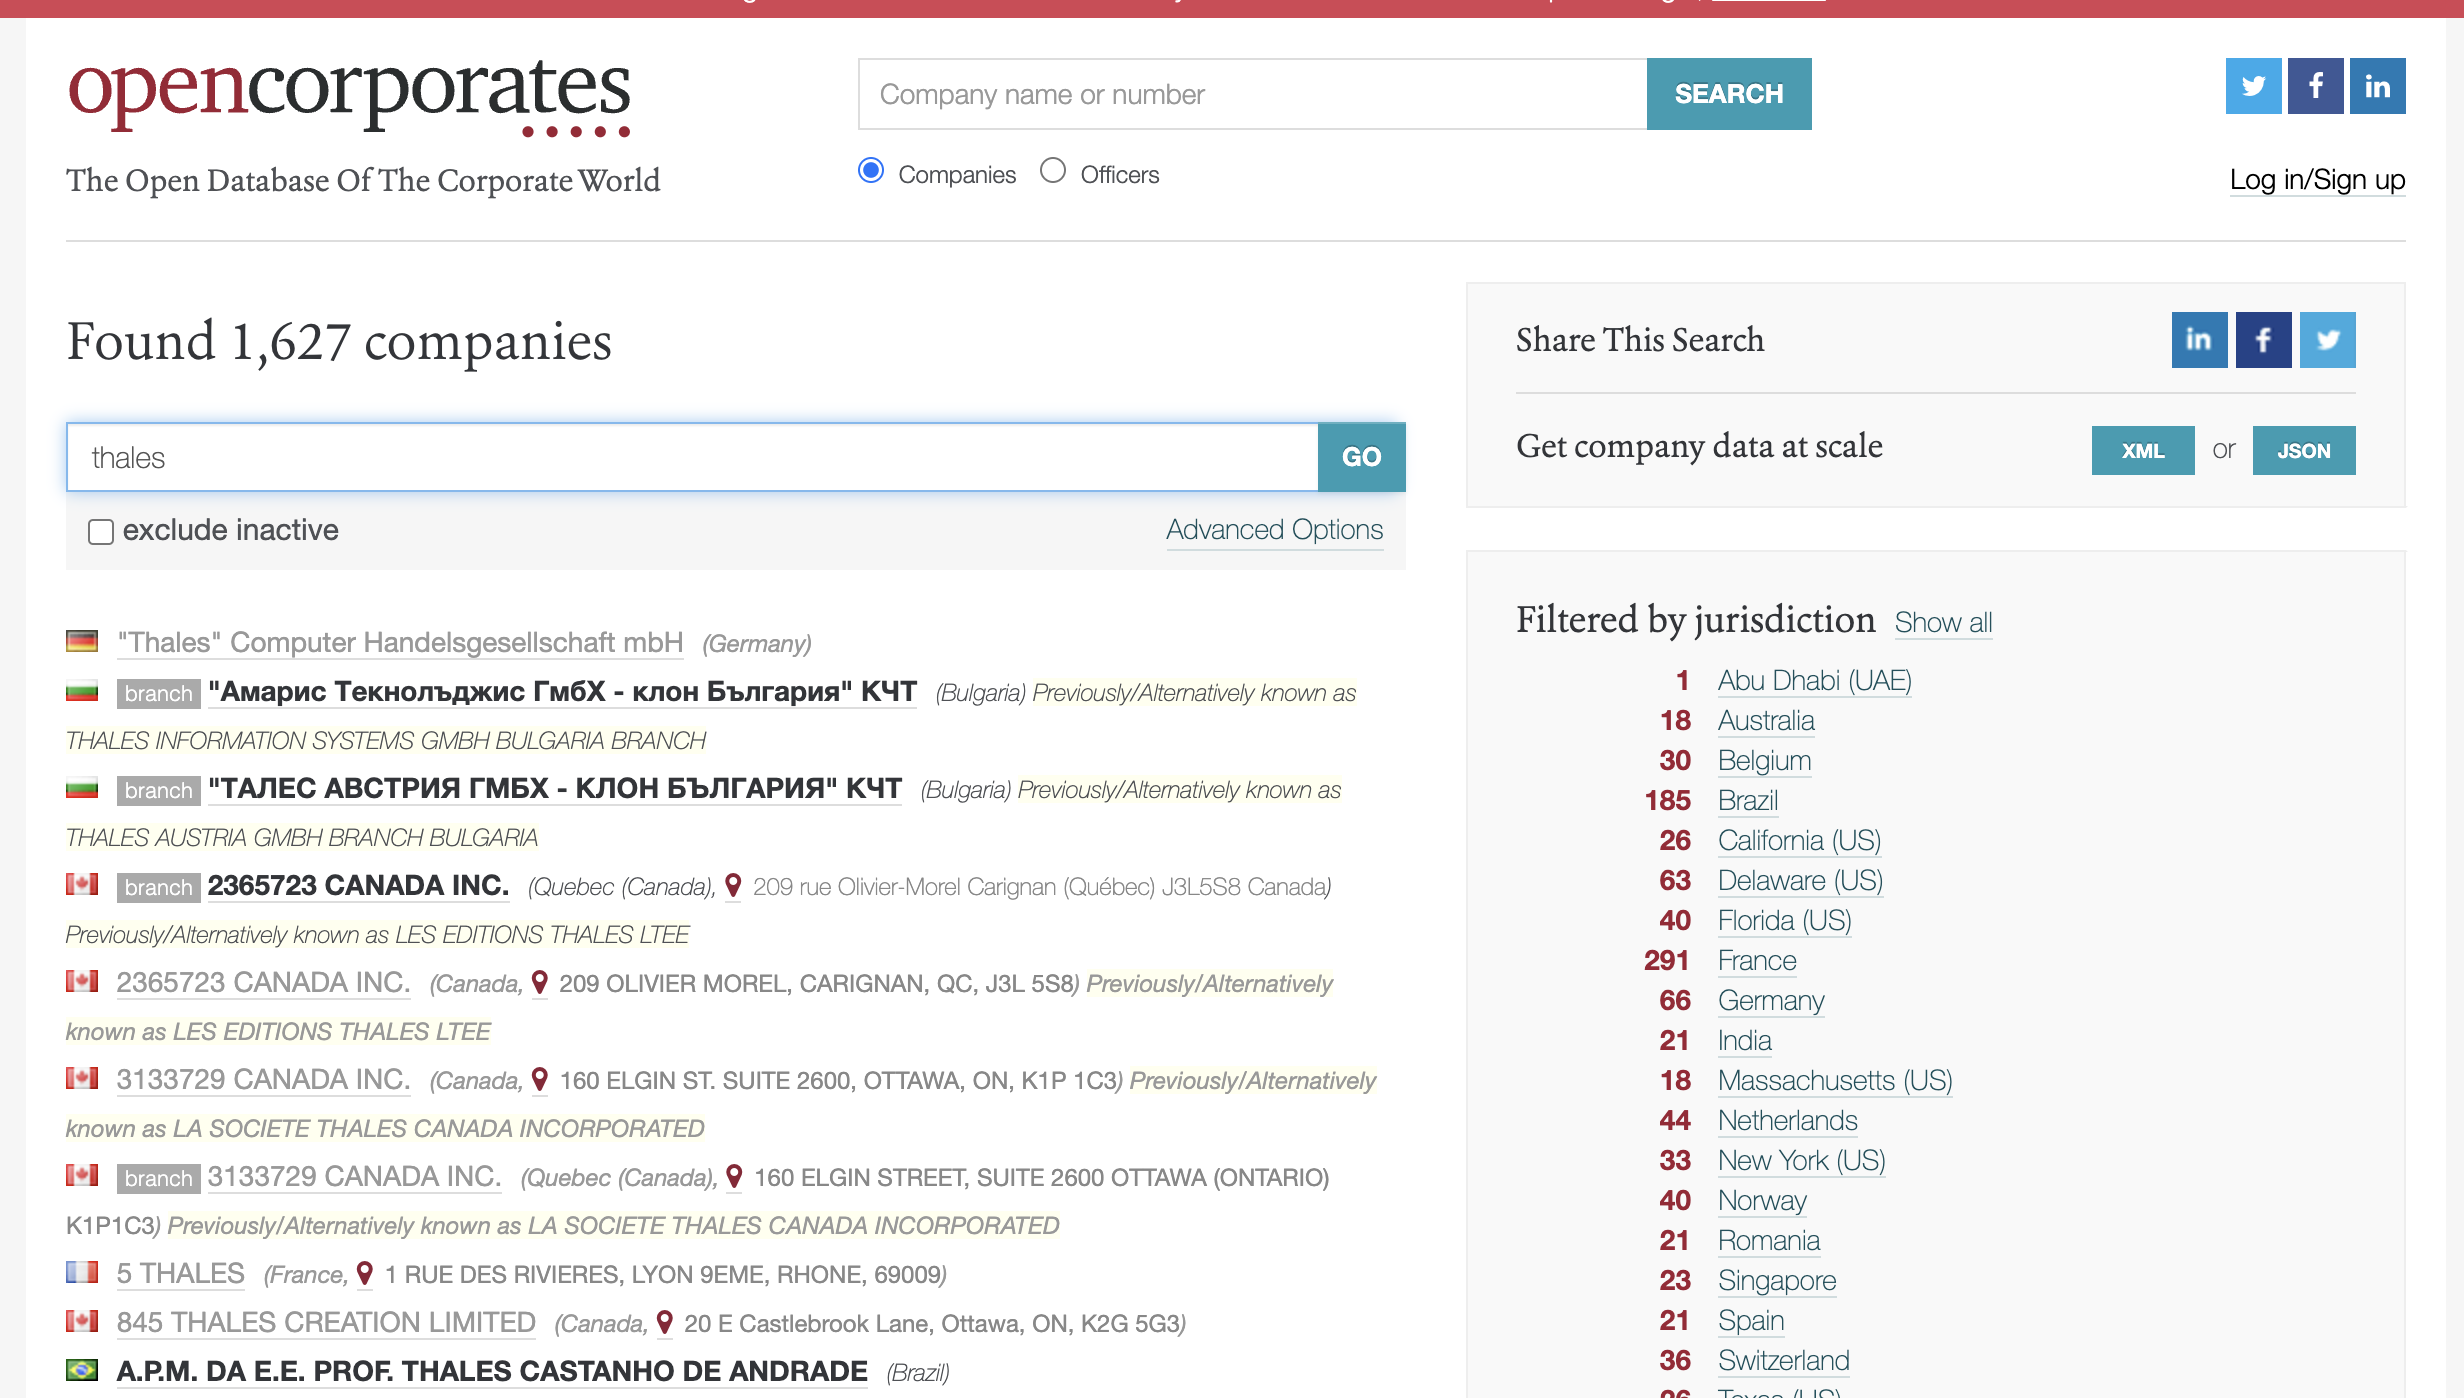 opencorporates
The Open Database Of The Corporate World
Company name or number
SEARCH
Companies
Officers
Log in/Sign up
Found 1,627 companies
thales
GO
exclude inactive
Advanced Options
"Thales" Computer Handelsgesellschaft mbH (Germany)
branch "Амарис Текнолъджис ГмбХ - клон България" КЧТ (Bulgaria) Previously/Alternatively known as
THALES INFORMATION SYSTEMS GMBH BULGARIA BRANCH
branch "ТАЛЕС АВСТРИЯ ГМБХ - КЛОН БЪЛГАРИЯ" КЧТ (Bulgaria) Previously/Alternatively known as
THALES AUSTRIA GMBH BRANCH BULGARIA
branch 2365723 CANADA INC. (Quebec (Canada), 209 rue Olivier-Morel Carignan (Québec) J3L5S8 Canada)
Previously/Alternatively known as LES EDITIONS THALES LTEE
2365723 CANADA INC. (Canada, 209 OLIVIER MOREL, CARIGNAN, QC, J3L 5S8) Previously/Alternatively
known as LES EDITIONS THALES LTEE
3133729 CANADA INC. (Canada, 160 ELGIN ST. SUITE 2600, OTTAWA, ON, K1P 1C3) Previously/Alternatively
known as LA SOCIETE THALES CANADA INCORPORATED
branch 3133729 CANADA INC. (Quebec (Canada), 160 ELGIN STREET, SUITE 2600 OTTAWA (ONTARIO)
K1P1C3) Previously/Alternatively known as LA SOCIETE THALES CANADA INCORPORATED
5 THALES (France, 1 RUE DES RIVIERES, LYON 9EME, RHONE, 69009)
845 THALES CREATION LIMITED (Canada, 20 E Castlebrook Lane, Ottawa, ON, K2G 5G3)
A.P.M. DA E.E. PROF. THALES CASTANHO DE ANDRADE (Brazil)
Share This Search
Get company data at scale
XML or JSON
Filtered by jurisdiction Show all
1 Abu Dhabi (UAE)
18 Australia
30 Belgium
185 Brazil
26 California (US)
63 Delaware (US)
40 Florida (US)
291 France
66 Germany
21 India
18 Massachusetts (US)
44 Netherlands
33 New York (US)
40 Norway
21 Romania
23 Singapore
21 Spain
36 Switzerland
Texas (US)